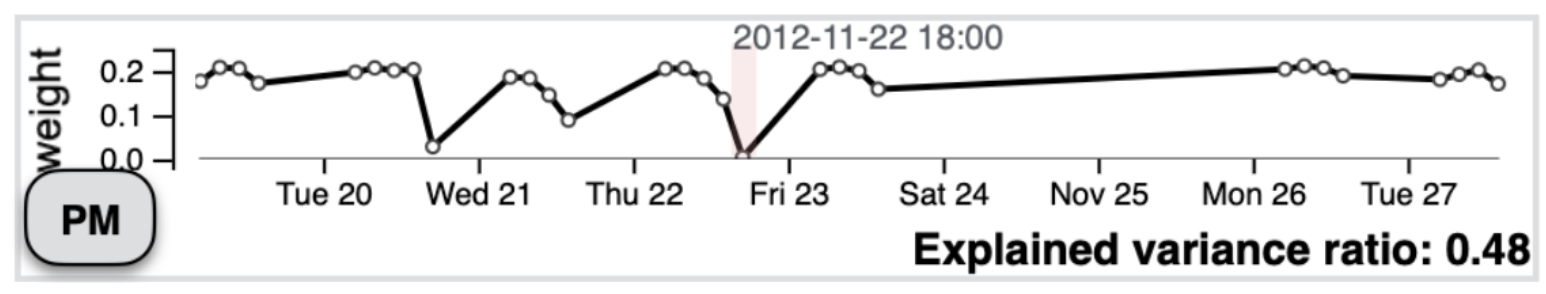 2012-11-22 18:00
weight
0.2
0.1
0.0
Tue 20 Wed 21 Thu 22 Fri 23 Sat 24 Nov 25 Mon 26 Tue 27
PM
Explained variance ratio: 0.48